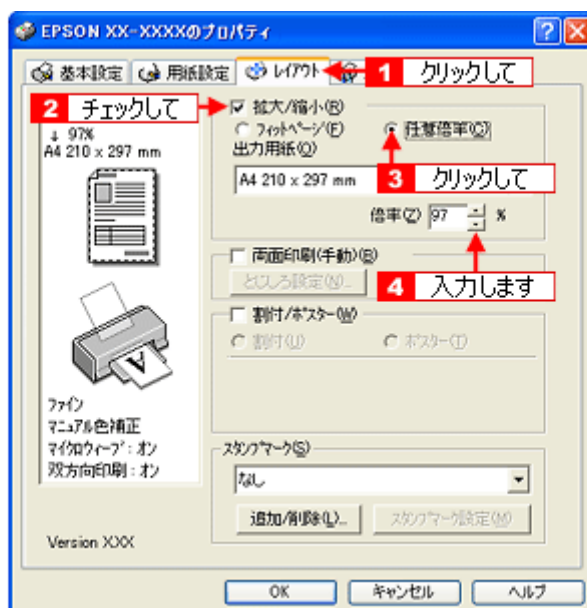 EPSON XX-XXXXのプロパティ
基本設定 用紙設定 レイアウト
1 クリックして
2 チェックして
拡大/縮小(R)
↓ 97%
A4 210 x 297 mm
フィットページ(F) 任意倍率(C)
出力用紙(O)
A4 210 x 297 mm
3 クリックして
倍率(Z) 97 %
両面印刷(手動)(B)
とじしろ設定(N)...
4 入力します
割付/ポスター(W)
割付(U) ポスター(T)
A
ファイン
マニュアル色補正
マイクロウィーブ:オン
双方向印刷:オン
スタンプマーク(S)
なし
追加/削除(L)... スタンプマーク設定(M)
Version XXX
OK キャンセル ヘルプ